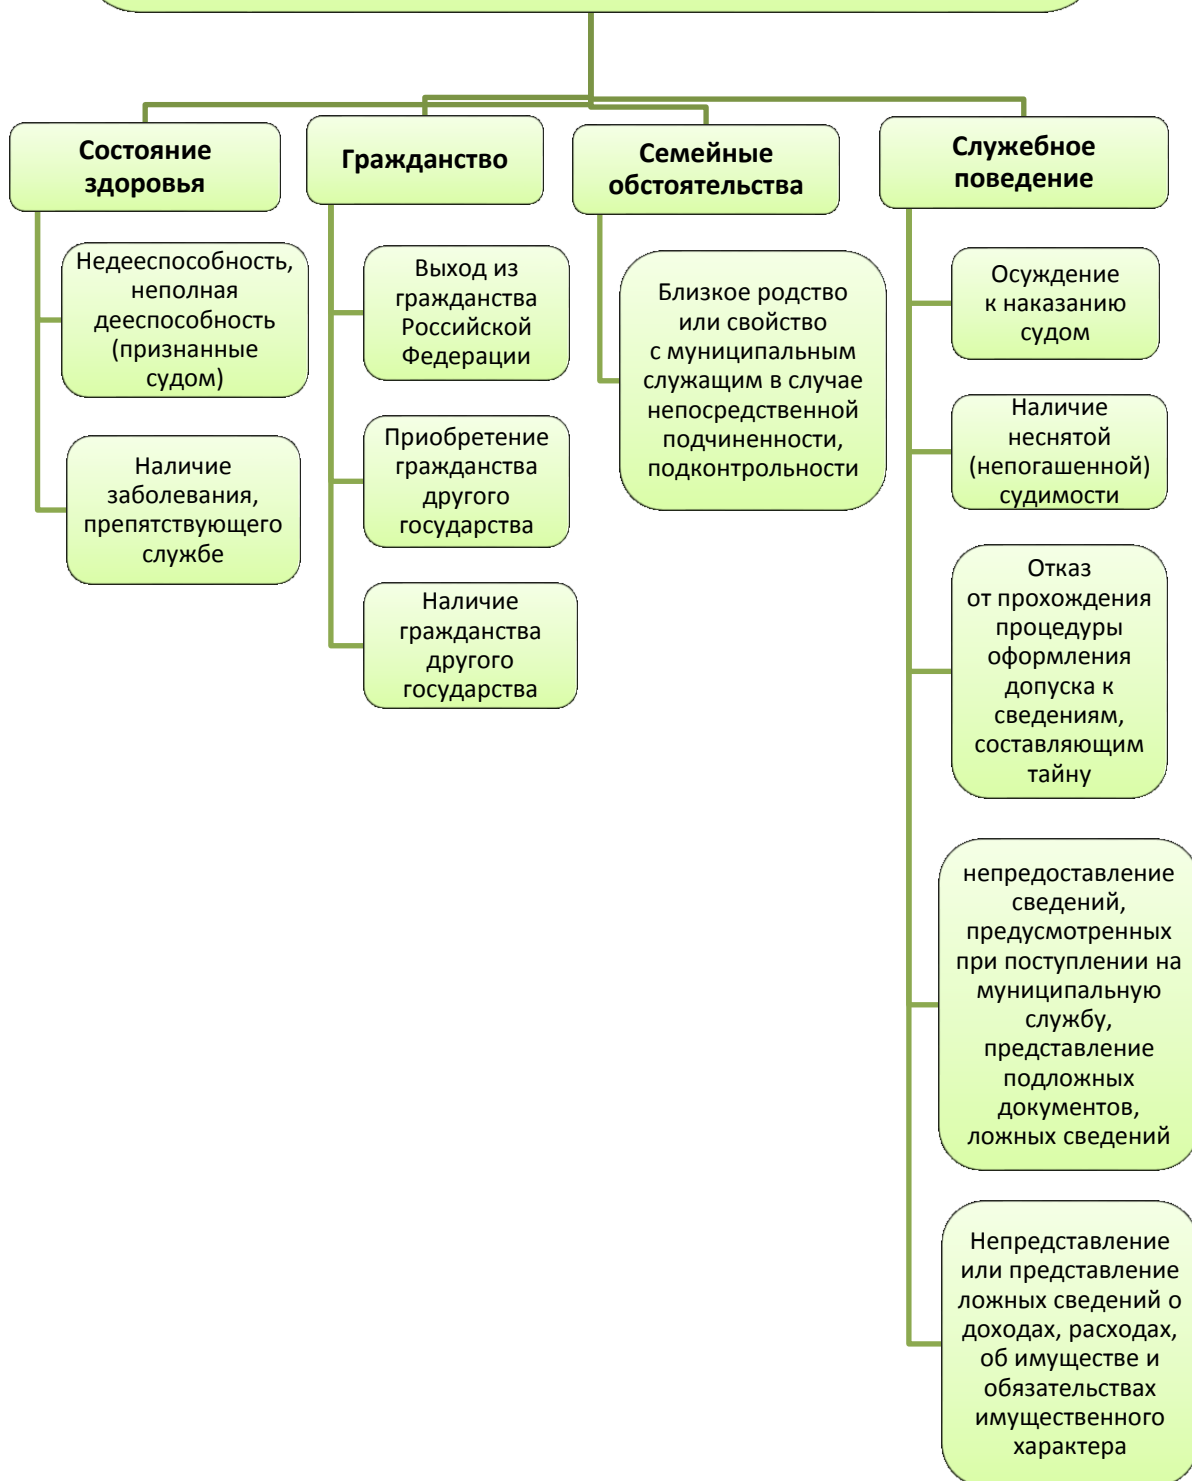 Состояние
здоровья
Недееспособность,
неполная
дееспособность
(признанные
судом)
Наличие
заболевания,
препятствующего
службе
Гражданство
Выход из
гражданства
Российской
Федерации
Приобретение
гражданства
другого
государства
Наличие
гражданства
другого
государства
Семейные
обстоятельства
Близкое родство
или свойство
с муниципальным
служащим в случае
непосредственной
подчиненности,
подконтрольности
Служебное
поведение
Осуждение
к наказанию
судом
Наличие
неснятой
(непогашенной)
судимости
Отказ
от прохождения
процедуры
оформления
допуска к
сведениям,
составляющим
тайну
непредоставление
сведений,
предусмотренных
при поступлении на
муниципальную
службу,
представление
подложных
документов,
ложных сведений
Непредставление
или представление
ложных сведений о
доходах, расходах,
об имуществе и
обязательствах
имущественного
характера